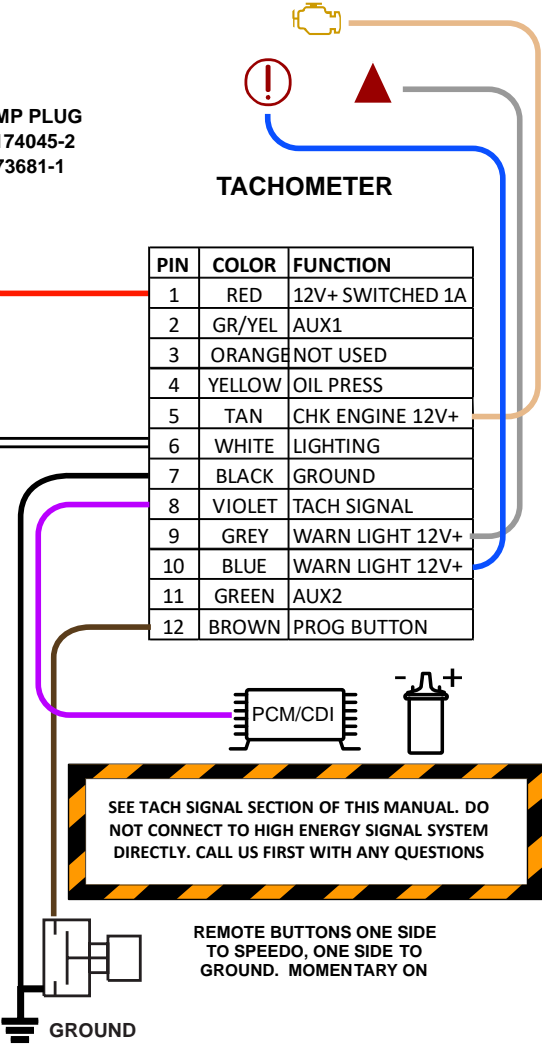 MP PLUG
174045-2
73681-1
TACHOMETER
PIN COLOR FUNCTION
1 RED 12V+ SWITCHED 1A
2 GR/YEL AUX1
3 ORANGE NOT USED
4 YELLOW OIL PRESS
5 TAN CHK ENGINE 12V+
6 WHITE LIGHTING
7 BLACK GROUND
8 VIOLET TACH SIGNAL
9 GREY WARN LIGHT 12V+
10 BLUE WARN LIGHT 12V+
11 GREEN AUX2
12 BROWN PROG BUTTON
- +
PCM/CDI
SEE TACH SIGNAL SECTION OF THIS MANUAL. DO
NOT CONNECT TO HIGH ENERGY SIGNAL SYSTEM
DIRECTLY. CALL US FIRST WITH ANY QUESTIONS
REMOTE BUTTONS ONE SIDE
TO SPEEDO, ONE SIDE TO
GROUND. MOMENTARY ON
GROUND